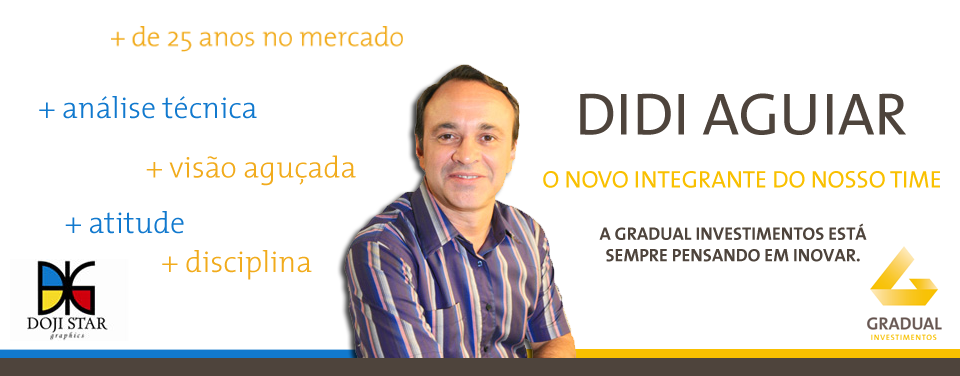 + de 25 anos no mercado
+ análise técnica
+ visão aguçada
+ atitude
+ disciplina
DOJI STAR
graphics
DIDI AGUIAR
O NOVO INTEGRANTE DO NOSSO TIME
A GRADUAL INVESTIMENTOS ESTÁ
SEMPRE PENSANDO EM INOVAR.
GRADUAL
INVESTIMENTOS